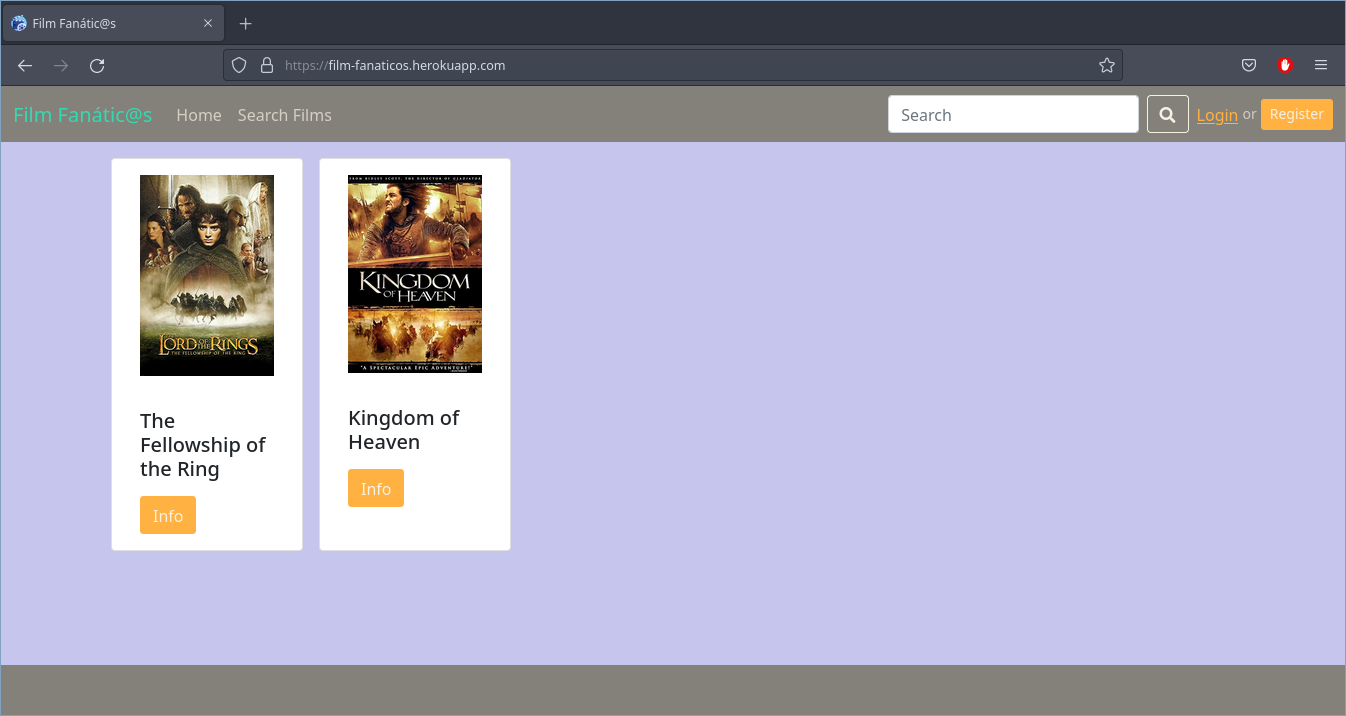 Film Fanátic@s
https://film-fanaticos.herokuapp.com
Film Fanátic@s Home Search Films Search Login or Register
THE LORD OF THE RINGS
THE FELLOWSHIP OF THE RING
The
Fellowship of
the Ring
Info
FROM RIDLEY SCOTT, THE DIRECTOR OF GLADIATOR
KINGDOM
OF HEAVEN
"A SPECTACULAR EPIC ADVENTURE!"
Kingdom of
Heaven
Info